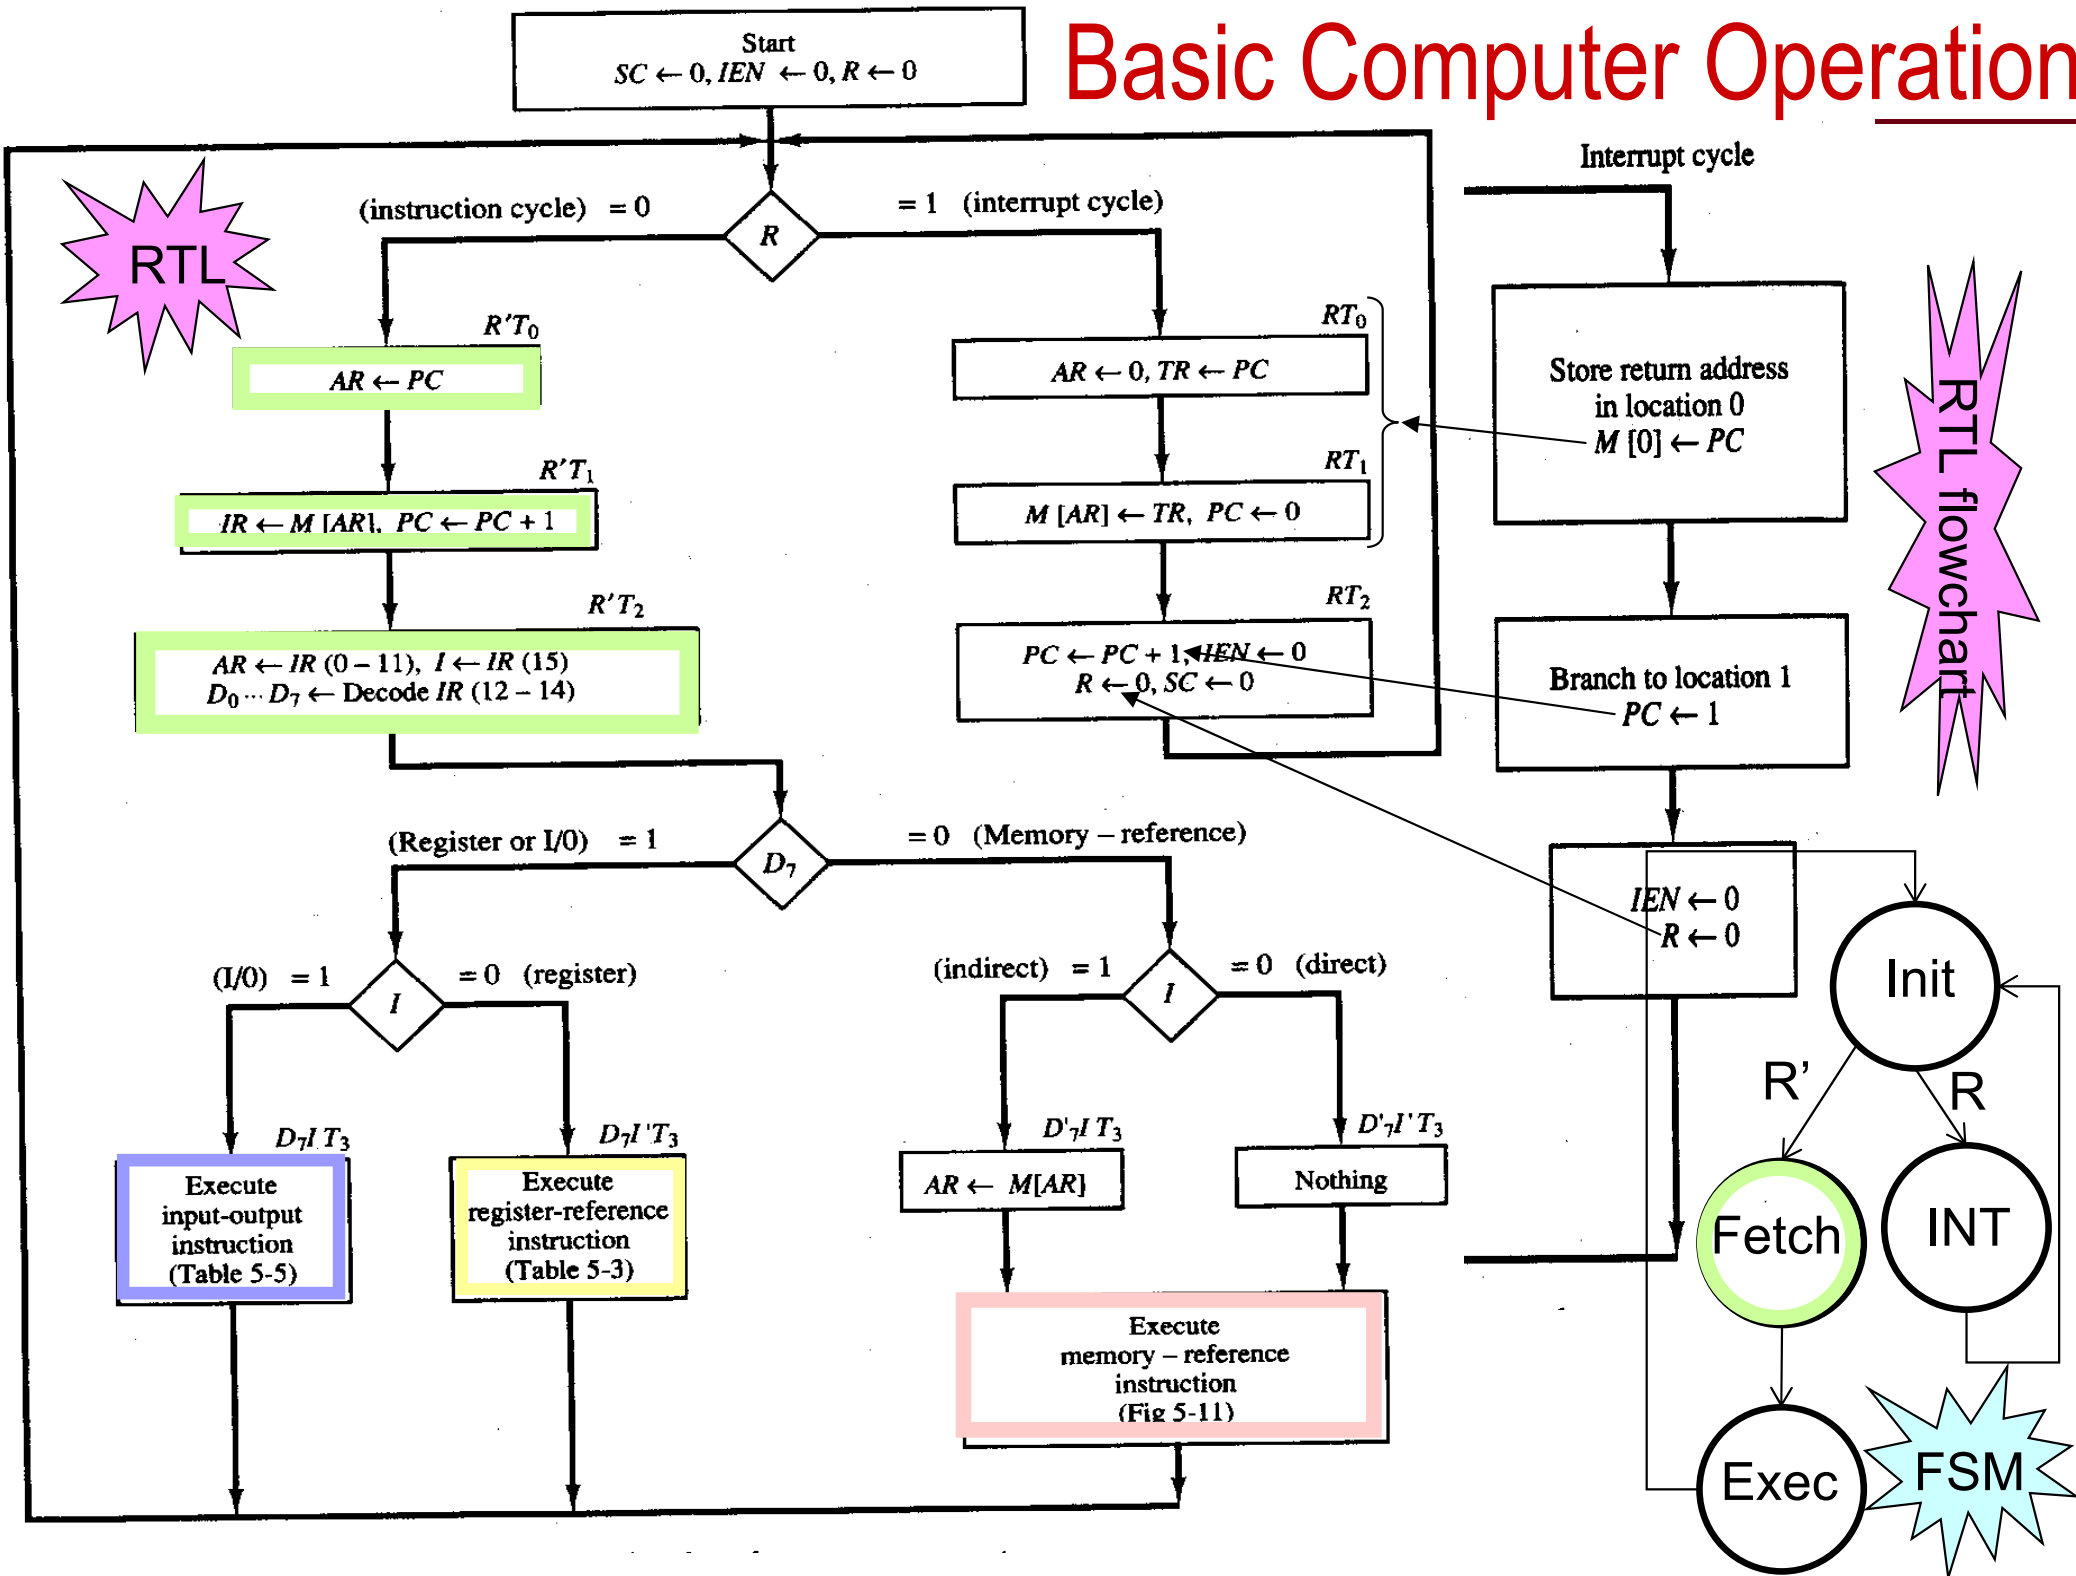 Basic Computer Operation
Start
SC ← 0, IEN ← 0, R ← 0
RTL
(instruction cycle) = 0
= 1 (interrupt cycle)
R
R'T0
AR ← PC
R'T1
IR ← M [AR], PC ← PC + 1
R'T2
AR ← IR (0 – 11), I ← IR (15)
D0 ··· D7 ← Decode IR (12 – 14)
RT0
AR ← 0, TR ← PC
RT1
M [AR] ← TR, PC ← 0
RT2
PC ← PC + 1, IEN ← 0
R ← 0, SC ← 0
(Register or I/0) = 1
= 0 (Memory – reference)
D7
(I/0) = 1
= 0 (register)
I
(indirect) = 1
= 0 (direct)
I
D7I T3
Execute
input-output
instruction
(Table 5-5)
D7I'T3
Execute
register-reference
instruction
(Table 5-3)
D'7I T3
AR ← M[AR]
D'7I'T3
Nothing
Execute
memory – reference
instruction
(Fig 5-11)
Interrupt cycle
Store return address
in location 0
M [0] ← PC
Branch to location 1
PC ← 1
IEN ← 0
R ← 0
RTL flowchart
Init
R’
R
Fetch
INT
Exec
FSM